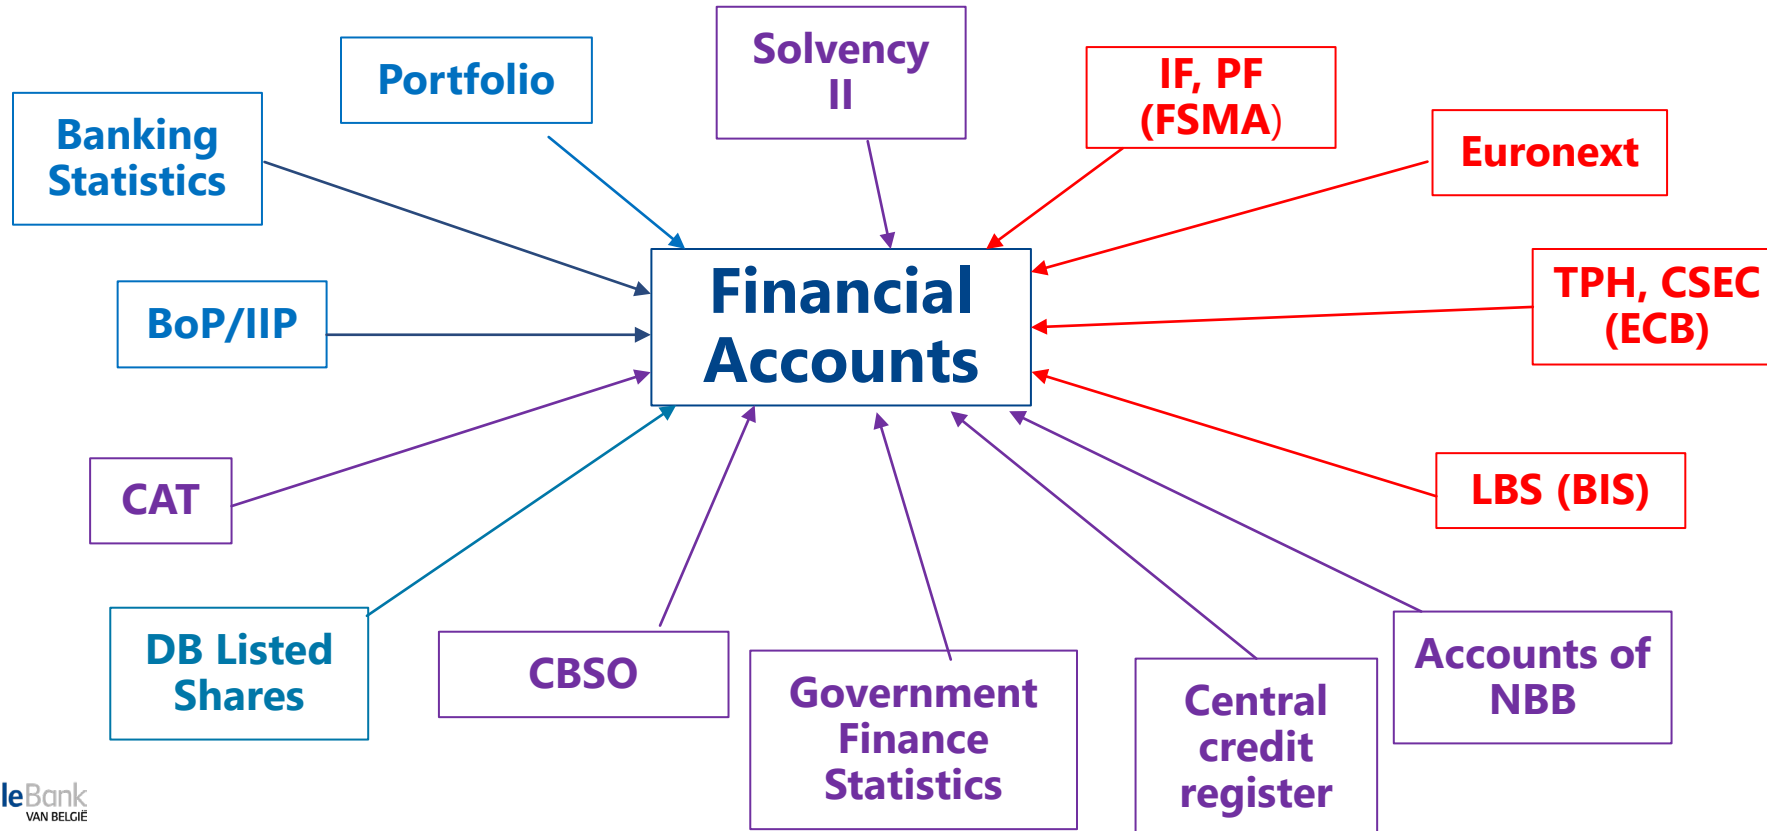 Solvency
II
Portfolio
IF, PF
(FSMA)
Banking
Statistics
Euronext
Financial
Accounts
TPH, CSEC
(ECB)
BoP/IIP
CAT
LBS (BIS)
DB Listed
Shares
CBSO
Government
Finance
Statistics
Central
credit
register
Accounts of
NBB
leBank
VAN BELGIË